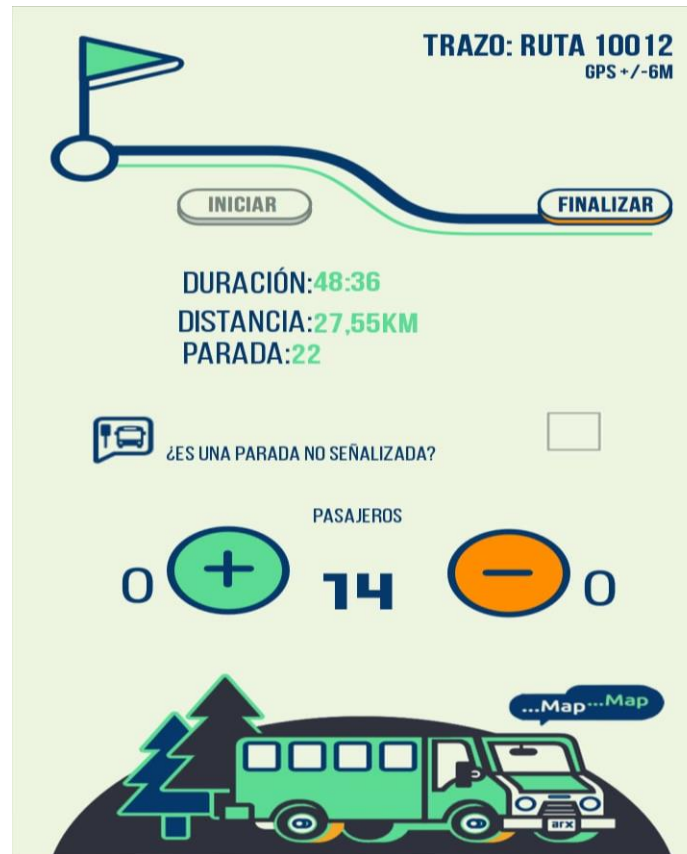 TRAZO: RUTA 10012
GPS +/-6M
INICIAR
FINALIZAR
DURACIÓN:48:36
DISTANCIA:27,55KM
PARADA:22
¿ES UNA PARADA NO SEÑALIZADA?
PASAJEROS
0 + 14 - 0
...Map...Map
arx